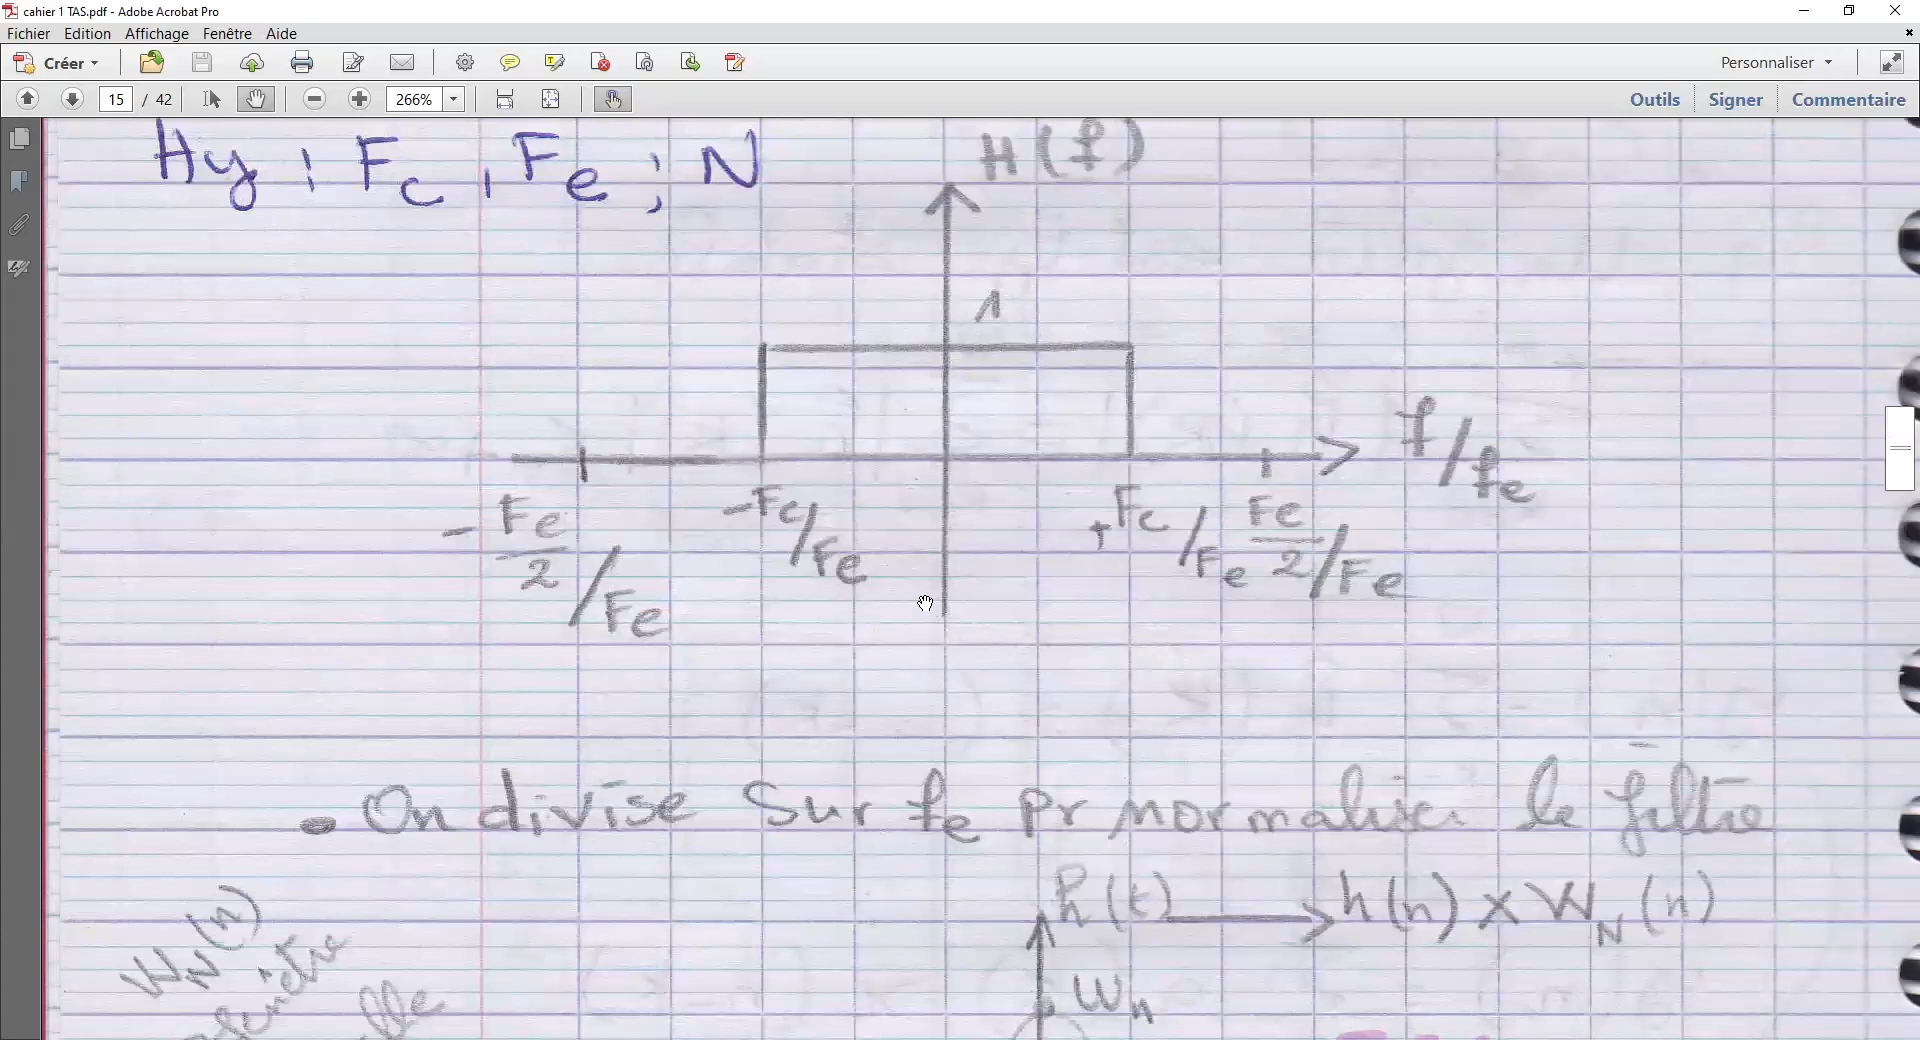 cahier 1 TAS.pdf - Adobe Acrobat Pro
Fichier Edition Affichage Fenêtre Aide
Créer Personnaliser
15 / 42 266% Outils Signer Commentaire
Hy : Fc , Fe ; N
H(f)
1
f/fe
-Fe/2/Fe -Fc/Fe +Fc/Fe Fe/2/Fe
• On divise Sur fe pr normaliser le filtre
h(t) → h(n) × WN(n)
WN(n)
Wn